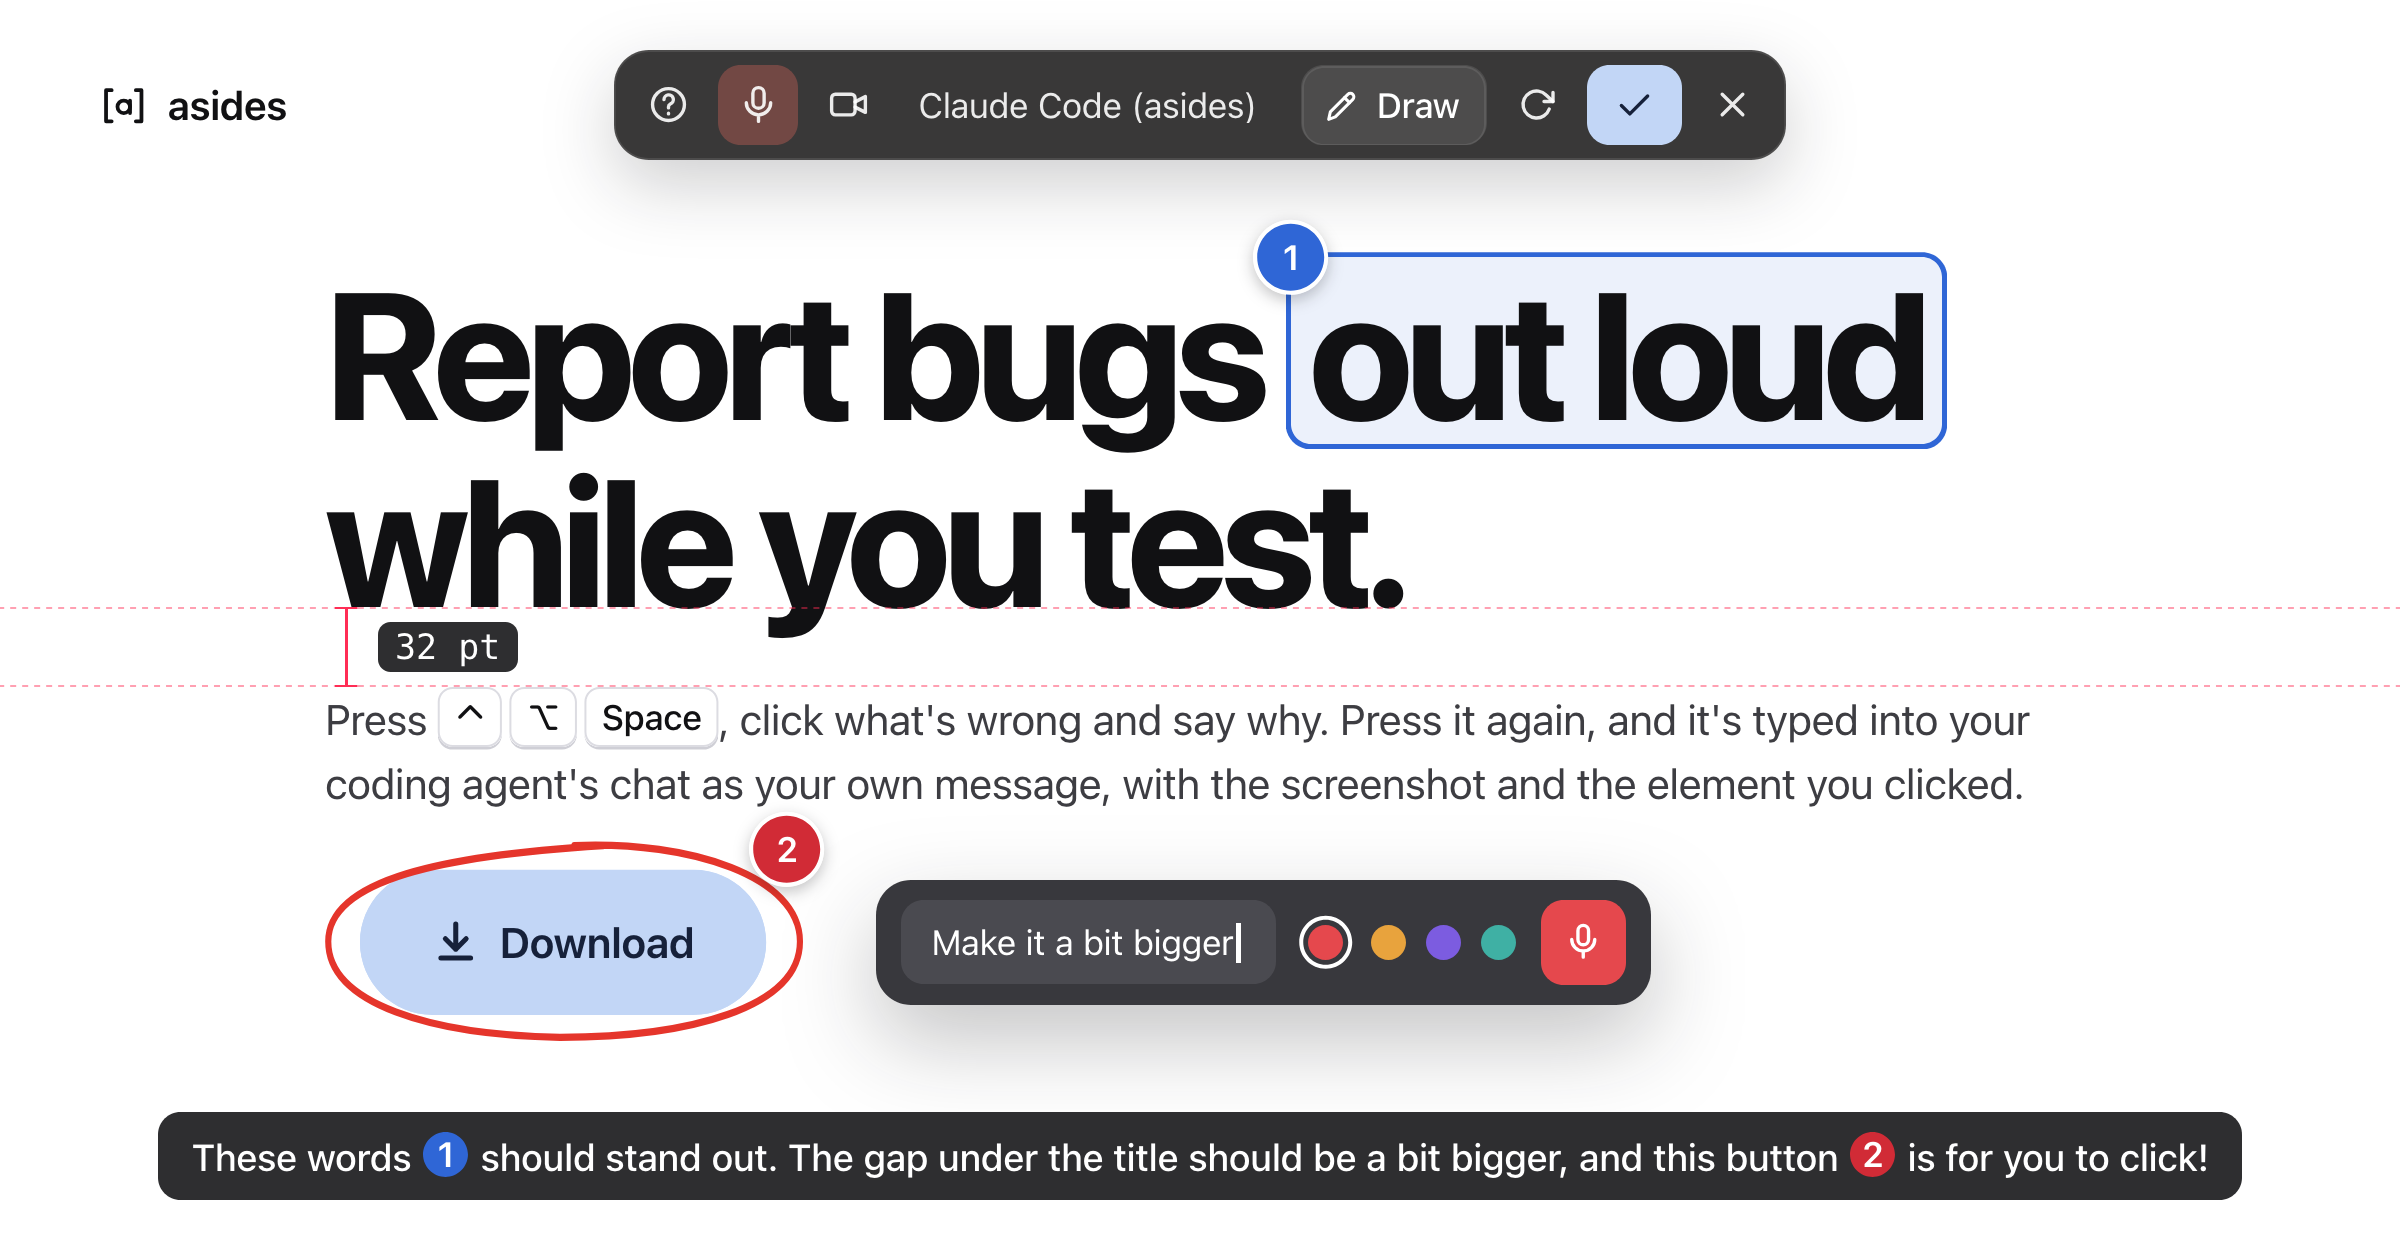 [a] asides
Claude Code (asides) Draw
1
Report bugs out loud
while you test.
32 pt
Press ⌃ ⌥ Space, click what's wrong and say why. Press it again, and it's typed into your
coding agent's chat as your own message, with the screenshot and the element you clicked.
2
Download
Make it a bit bigger
These words 1 should stand out. The gap under the title should be a bit bigger, and this button 2 is for you to click!